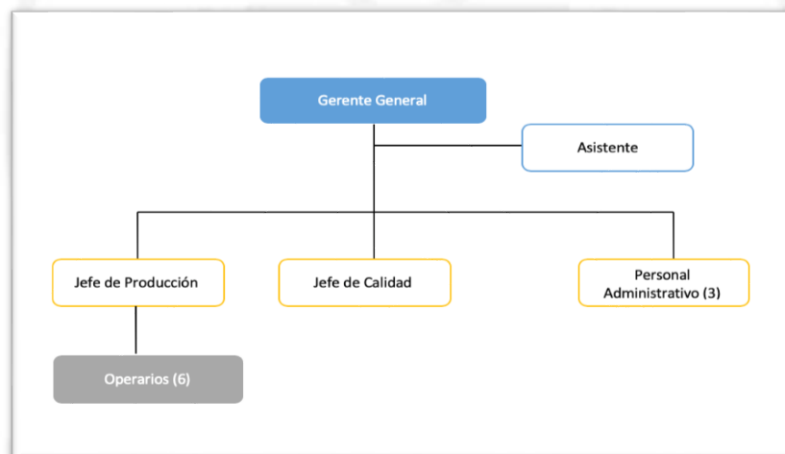 Gerente General
Asistente
Jefe de Producción
Jefe de Calidad
Personal
Administrativo (3)
Operarios (6)